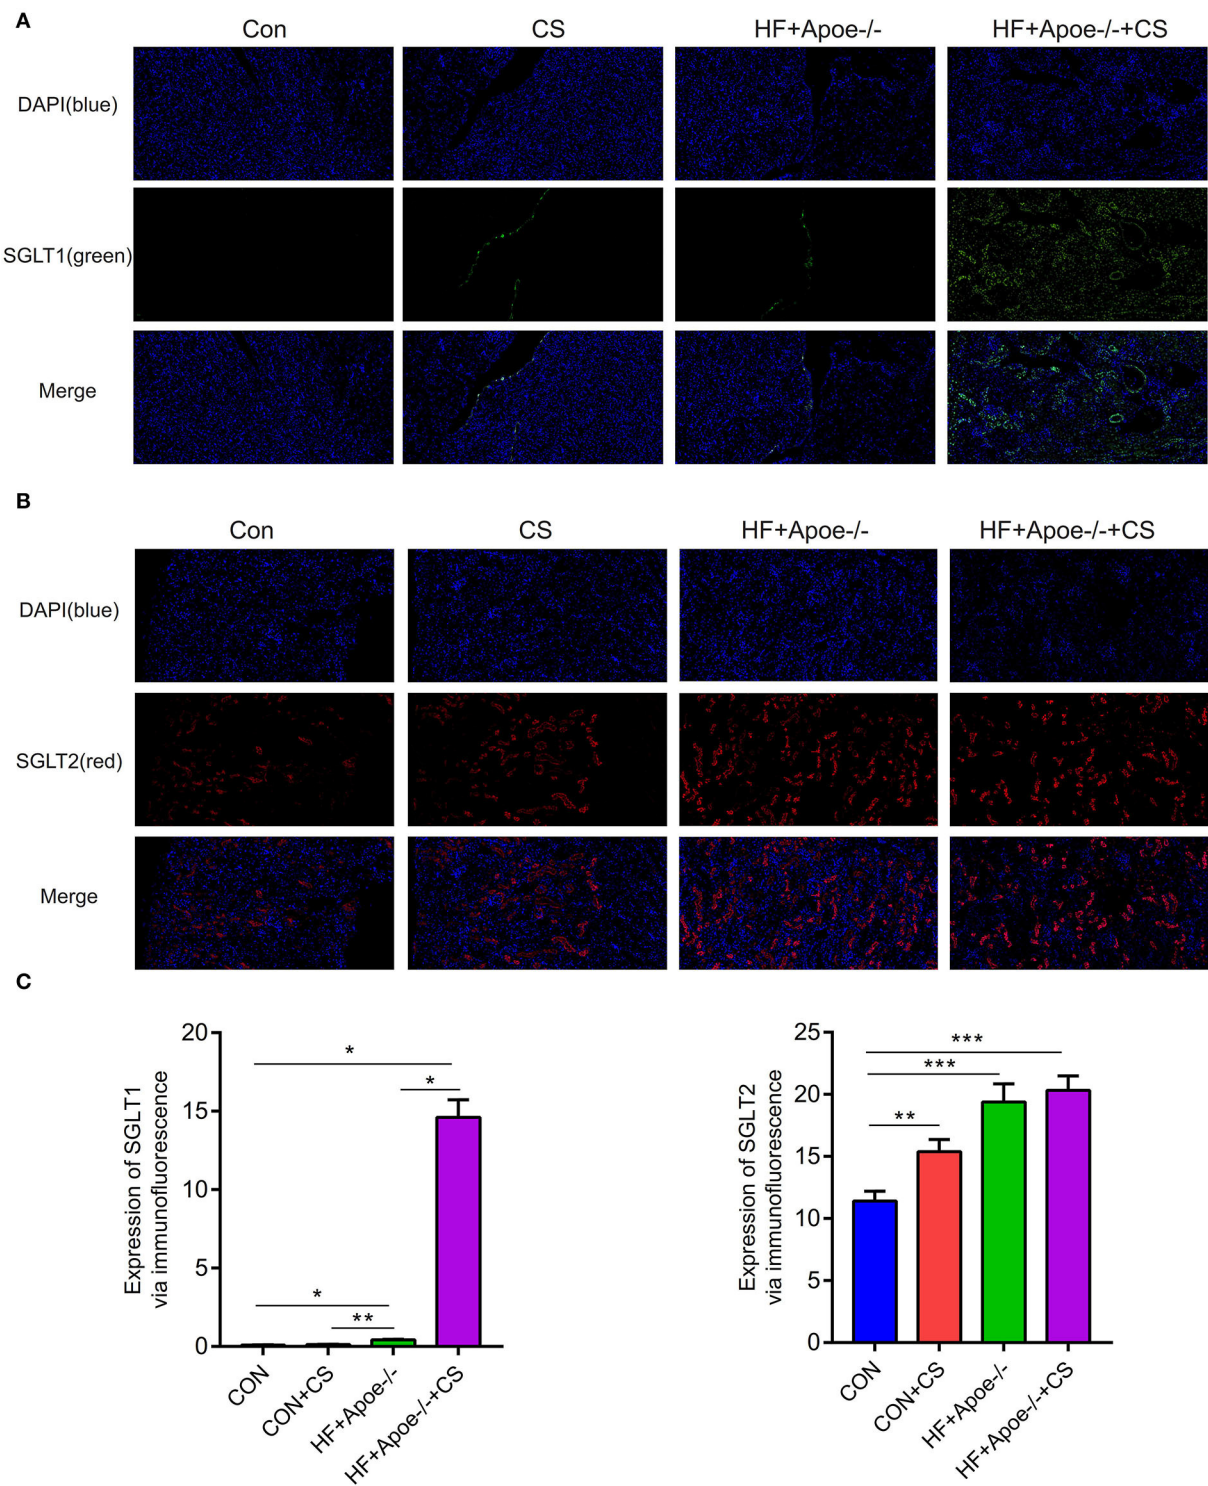 A
Con CS HF+Apoe-/- HF+Apoe-/-+CS
DAPI(blue)
SGLT1(green)
Merge
B
Con CS HF+Apoe-/- HF+Apoe-/-+CS
DAPI(blue)
SGLT2(red)
Merge
C
Expression of SGLT1
via immunofluorescence
20
15
10
5
0
*
*
*
**
CON
CON+CS
HF+Apoe-/-
HF+Apoe-/-+CS
Expression of SGLT2
via immunofluorescence
25
20
15
10
5
0
***
***
**
CON
CON+CS
HF+Apoe-/-
HF+Apoe-/-+CS